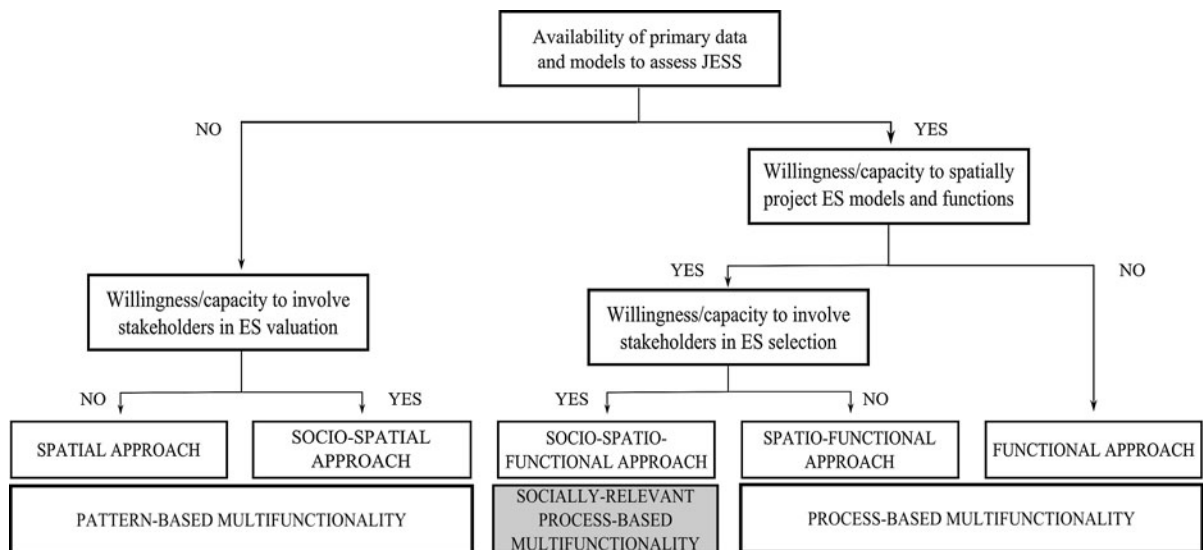 Availability of primary data
and models to assess JESS
NO
YES
Willingness/capacity to spatially
project ES models and functions
YES
NO
Willingness/capacity to involve
stakeholders in ES valuation
Willingness/capacity to involve
stakeholders in ES selection
NO
YES
YES
NO
SPATIAL APPROACH
SOCIO-SPATIAL
APPROACH
SOCIO-SPATIO-
FUNCTIONAL APPROACH
SPATIO-FUNCTIONAL
APPROACH
FUNCTIONAL APPROACH
PATTERN-BASED MULTIFUNCTIONALITY
SOCIALLY-RELEVANT
PROCESS-BASED
MULTIFUNCTIONALITY
PROCESS-BASED MULTIFUNCTIONALITY